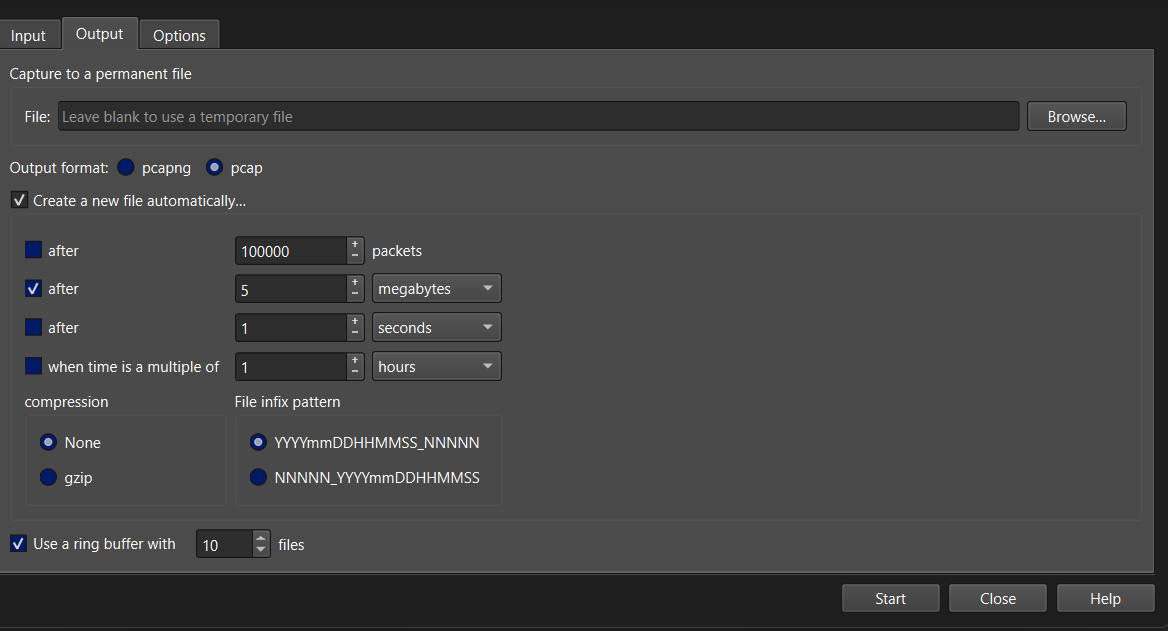 Input Output Options
Capture to a permanent file
File: Leave blank to use a temporary file Browse...
Output format: pcapng pcap
Create a new file automatically...
after 100000 packets
after 5 megabytes
after 1 seconds
when time is a multiple of 1 hours
compression File infix pattern
None YYYYmmDDHHMMSS_NNNNN
gzip NNNNN_YYYYmmDDHHMMSS
Use a ring buffer with 10 files
Start Close Help